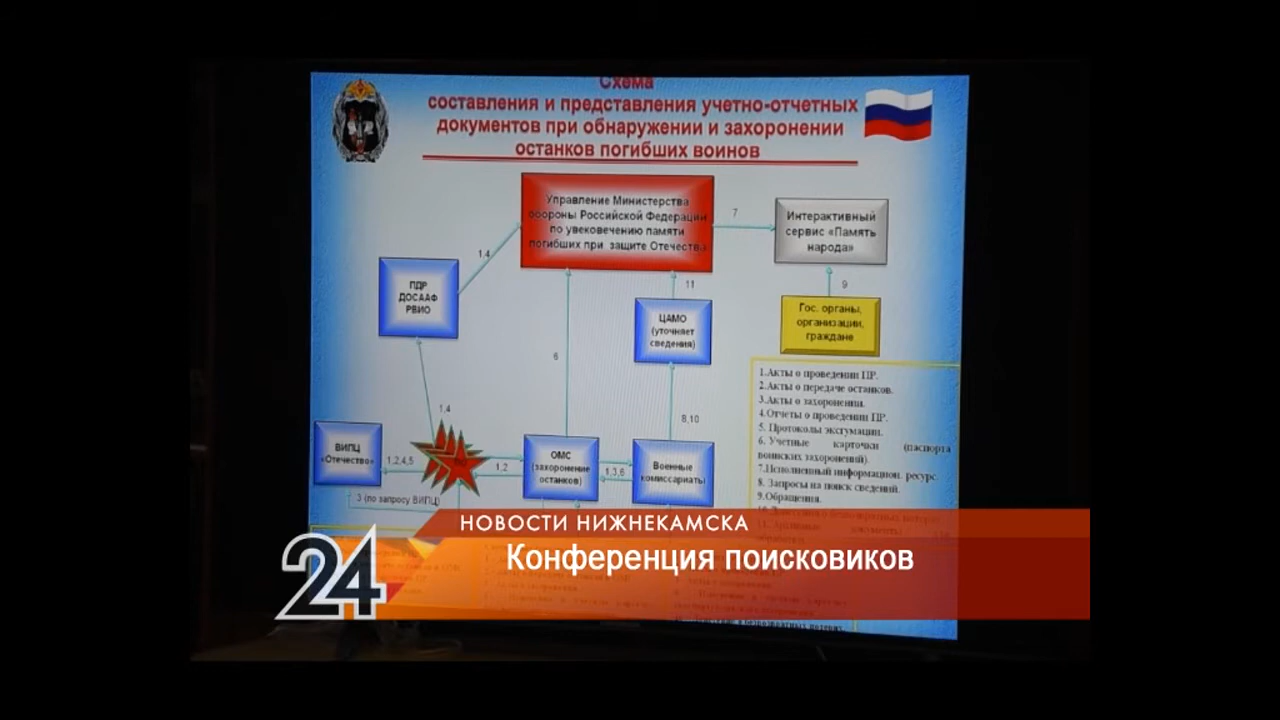 Схема
составления и представления учетно-отчетных
документов при обнаружении и захоронении
останков погибших воинов
Управление Министерства
обороны Российской Федерации
по увековечению памяти
погибших при защите Отечества
7
Интерактивный
сервис «Память
народа»
1,4
11
9
ПДР
ДОСААФ
РВИО
ЦАМО
(уточняет
сведения)
Гос. органы,
организации,
граждане
6
1,4
8,10
1.Акты о проведении ПР.
2.Акты о передаче останков.
3.Акты о захоронении.
4.Отчеты о проведении ПР.
5. Протоколы эксгумации.
6. Учетные карточки (паспорта
воинских захоронений).
7.Исполненный информацион. ресурс.
8. Запросы на поиск сведений.
9.Обращения.
ВИПЦ
«Отечество»
1,2,4,5
1,2
ОМС
(захоронение
останков)
1,3,6
Военные
комиссариаты
3 (по запросу ВИПЦ)
НОВОСТИ НИЖНЕКАМСКА
24
Конференция поисковиков